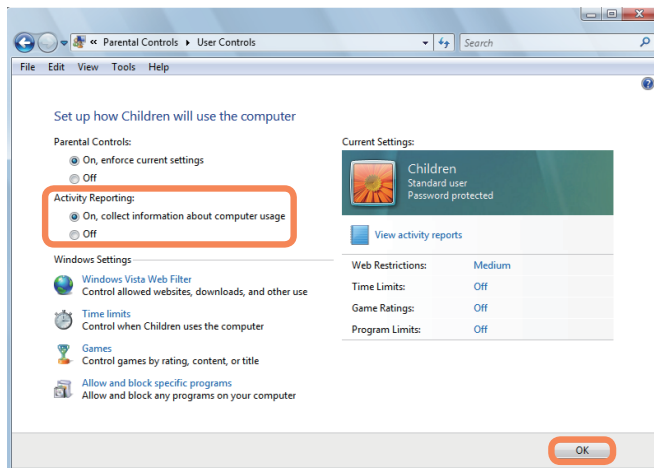 « Parental Controls ▸ User Controls
Search
File Edit View Tools Help
Set up how Children will use the computer
Parental Controls:
On, enforce current settings
Off
Activity Reporting:
On, collect information about computer usage
Off
Windows Settings
Windows Vista Web Filter
Control allowed websites, downloads, and other use
Time limits
Control when Children uses the computer
Games
Control games by rating, content, or title
Allow and block specific programs
Allow and block any programs on your computer
Current Settings:
Children
Standard user
Password protected
View activity reports
Web Restrictions: Medium
Time Limits: Off
Game Ratings: Off
Program Limits: Off
OK